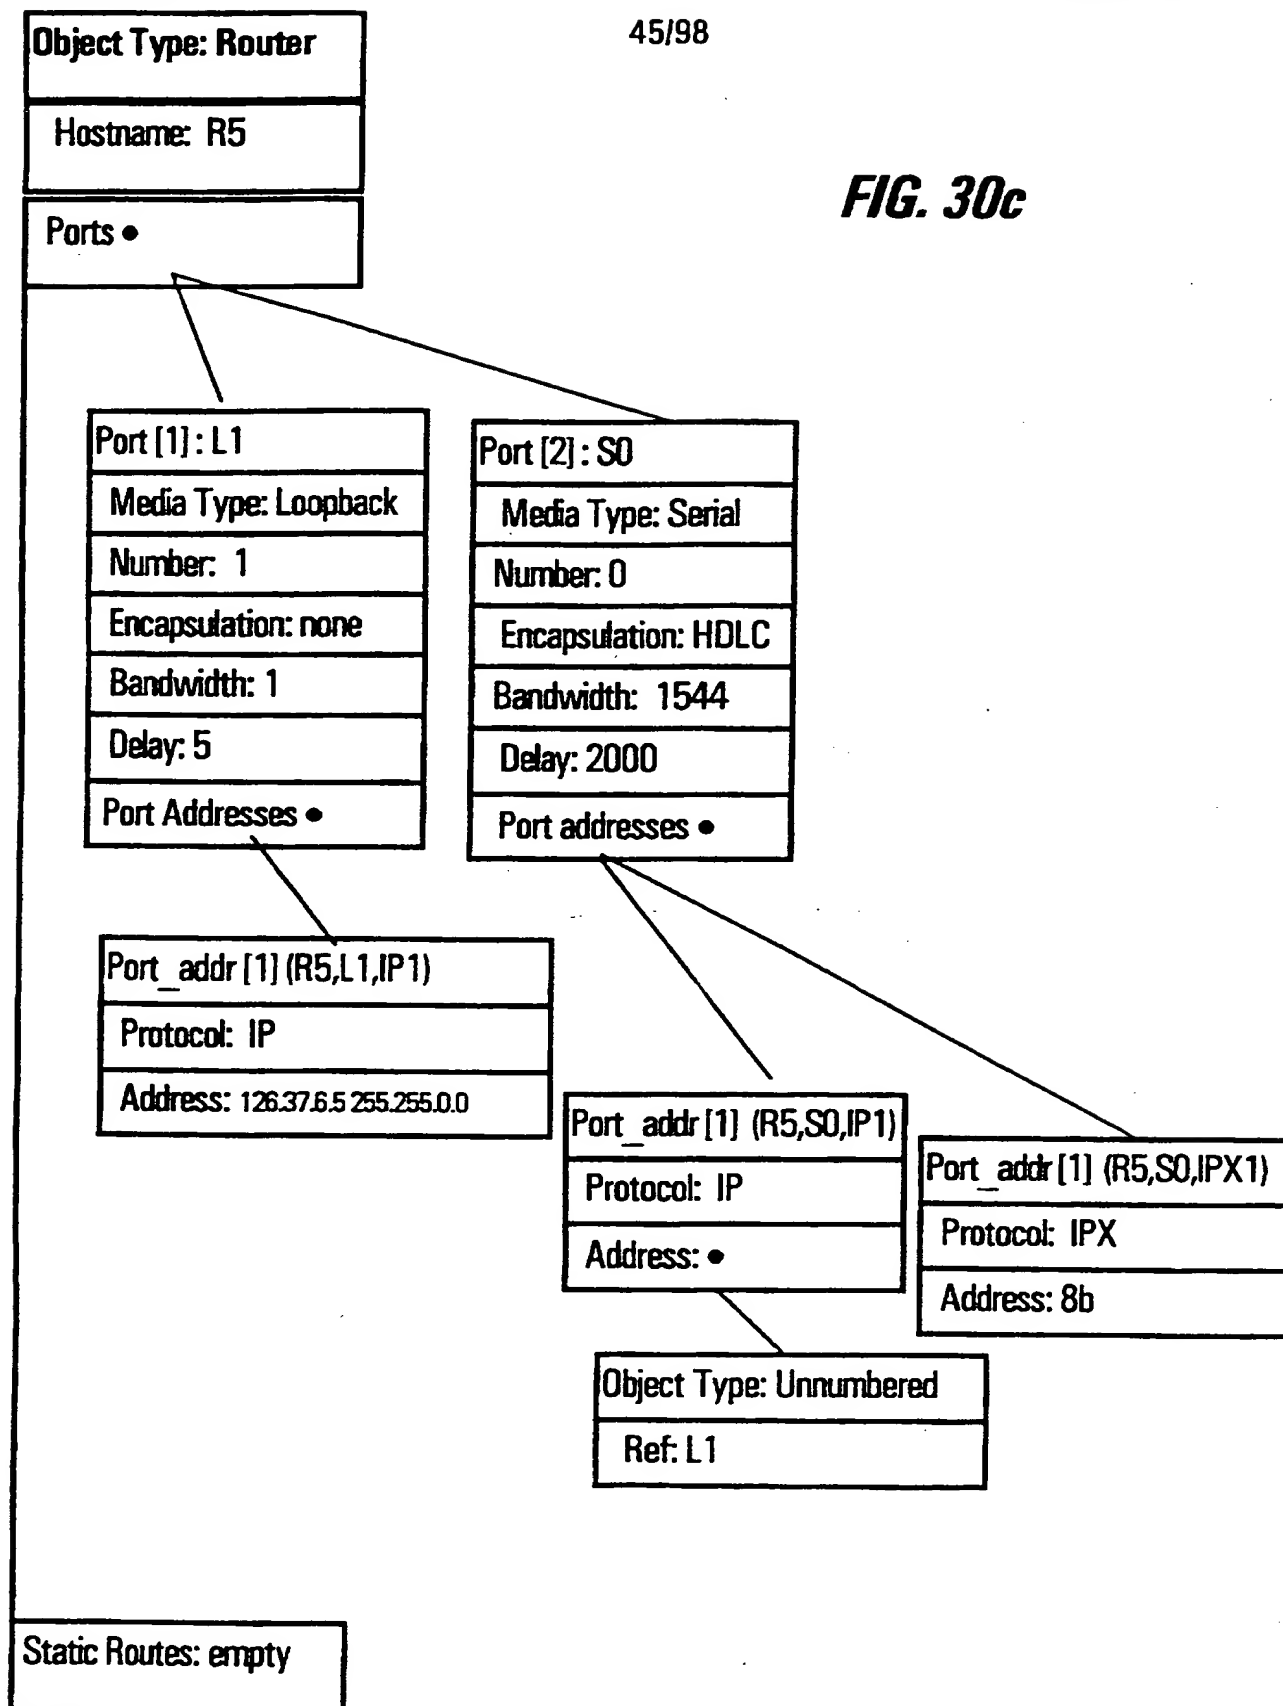 45/98
Object Type: Router
Hostname: R5
FIG. 30c
Ports •
Port [1] : L1
Media Type: Loopback
Number: 1
Encapsulation: none
Bandwidth: 1
Delay: 5
Port Addresses •
Port [2] : S0
Media Type: Serial
Number: 0
Encapsulation: HDLC
Bandwidth: 1544
Delay: 2000
Port addresses •
Port_addr [1] (R5,L1,IP1)
Protocol: IP
Address: 126.37.6.5 255.255.0.0
Port_addr [1] (R5,S0,IP1)
Protocol: IP
Address: •
Port_addr [1] (R5,S0,IPX1)
Protocol: IPX
Address: 8b
Object Type: Unnumbered
Ref: L1
Static Routes: empty